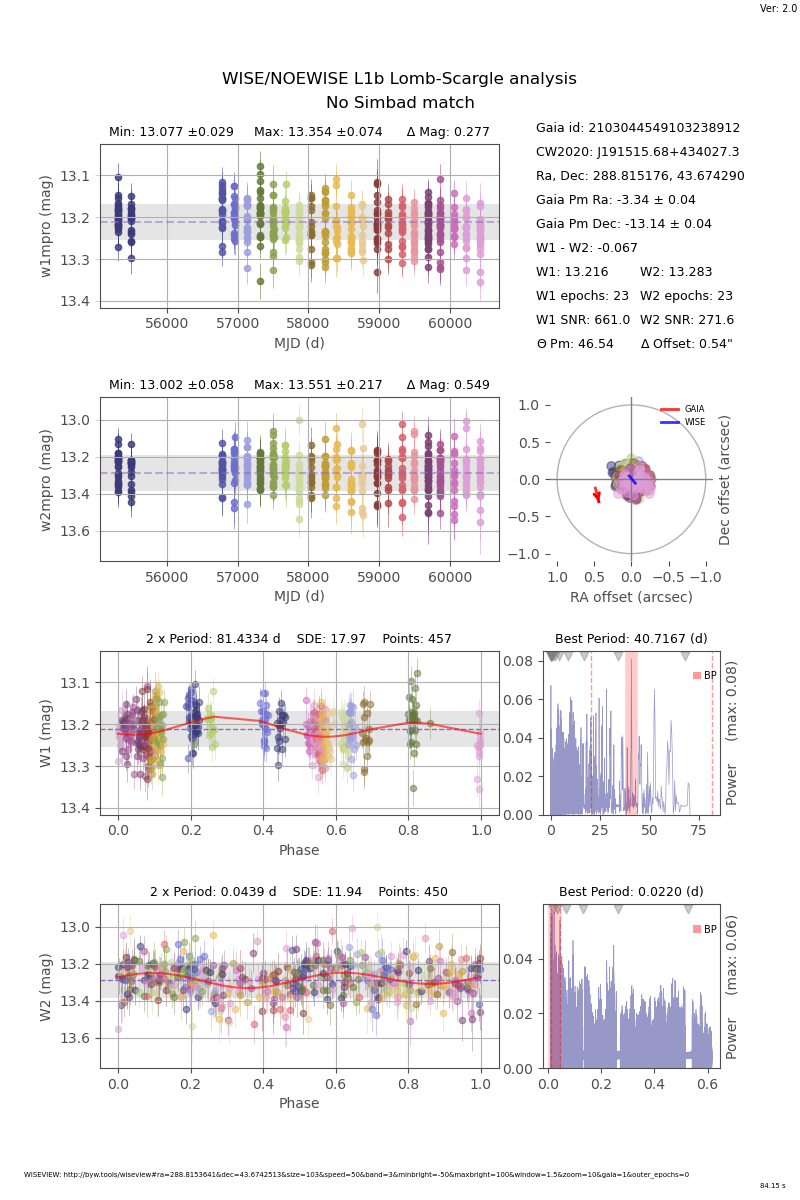 Ver: 2.0
WISE/NOEWISE L1b Lomb-Scargle analysis
No Simbad match
Min: 13.077 ±0.029 Max: 13.354 ±0.074 Δ Mag: 0.277
13.1
13.2
13.3
13.4
w1mpro (mag)
56000 57000 58000 59000 60000
MJD (d)
Gaia id: 2103044549103238912
CW2020: J191515.68+434027.3
Ra, Dec: 288.815176, 43.674290
Gaia Pm Ra: -3.34 ± 0.04
Gaia Pm Dec: -13.14 ± 0.04
W1 - W2: -0.067
W1: 13.216 W2: 13.283
W1 epochs: 23 W2 epochs: 23
W1 SNR: 661.0 W2 SNR: 271.6
Θ Pm: 46.54 Δ Offset: 0.54"
Min: 13.002 ±0.058 Max: 13.551 ±0.217 Δ Mag: 0.549
13.0
13.2
13.4
13.6
w2mpro (mag)
56000 57000 58000 59000 60000
MJD (d)
GAIA
WISE
1.0
0.5
0.0
−0.5
−1.0
Dec offset (arcsec)
1.0 0.5 0.0 −0.5 −1.0
RA offset (arcsec)
2 x Period: 81.4334 d SDE: 17.97 Points: 457
13.1
13.2
13.3
13.4
W1 (mag)
0.0 0.2 0.4 0.6 0.8 1.0
Phase
Best Period: 40.7167 (d)
BP
0.08
0.06
0.04
0.02
0.00
Power (max: 0.08)
0 25 50 75
2 x Period: 0.0439 d SDE: 11.94 Points: 450
13.0
13.2
13.4
13.6
W2 (mag)
0.0 0.2 0.4 0.6 0.8 1.0
Phase
Best Period: 0.0220 (d)
BP
0.04
0.02
0.00
Power (max: 0.06)
0.0 0.2 0.4 0.6
WISEVIEW: http://byw.tools/wiseview#ra=288.8153641&dec=43.6742513&size=103&speed=50&band=3&minbright=-50&maxbright=100&window=1.5&zoom=10&gaia=1&outer_epochs=0
84.15 s